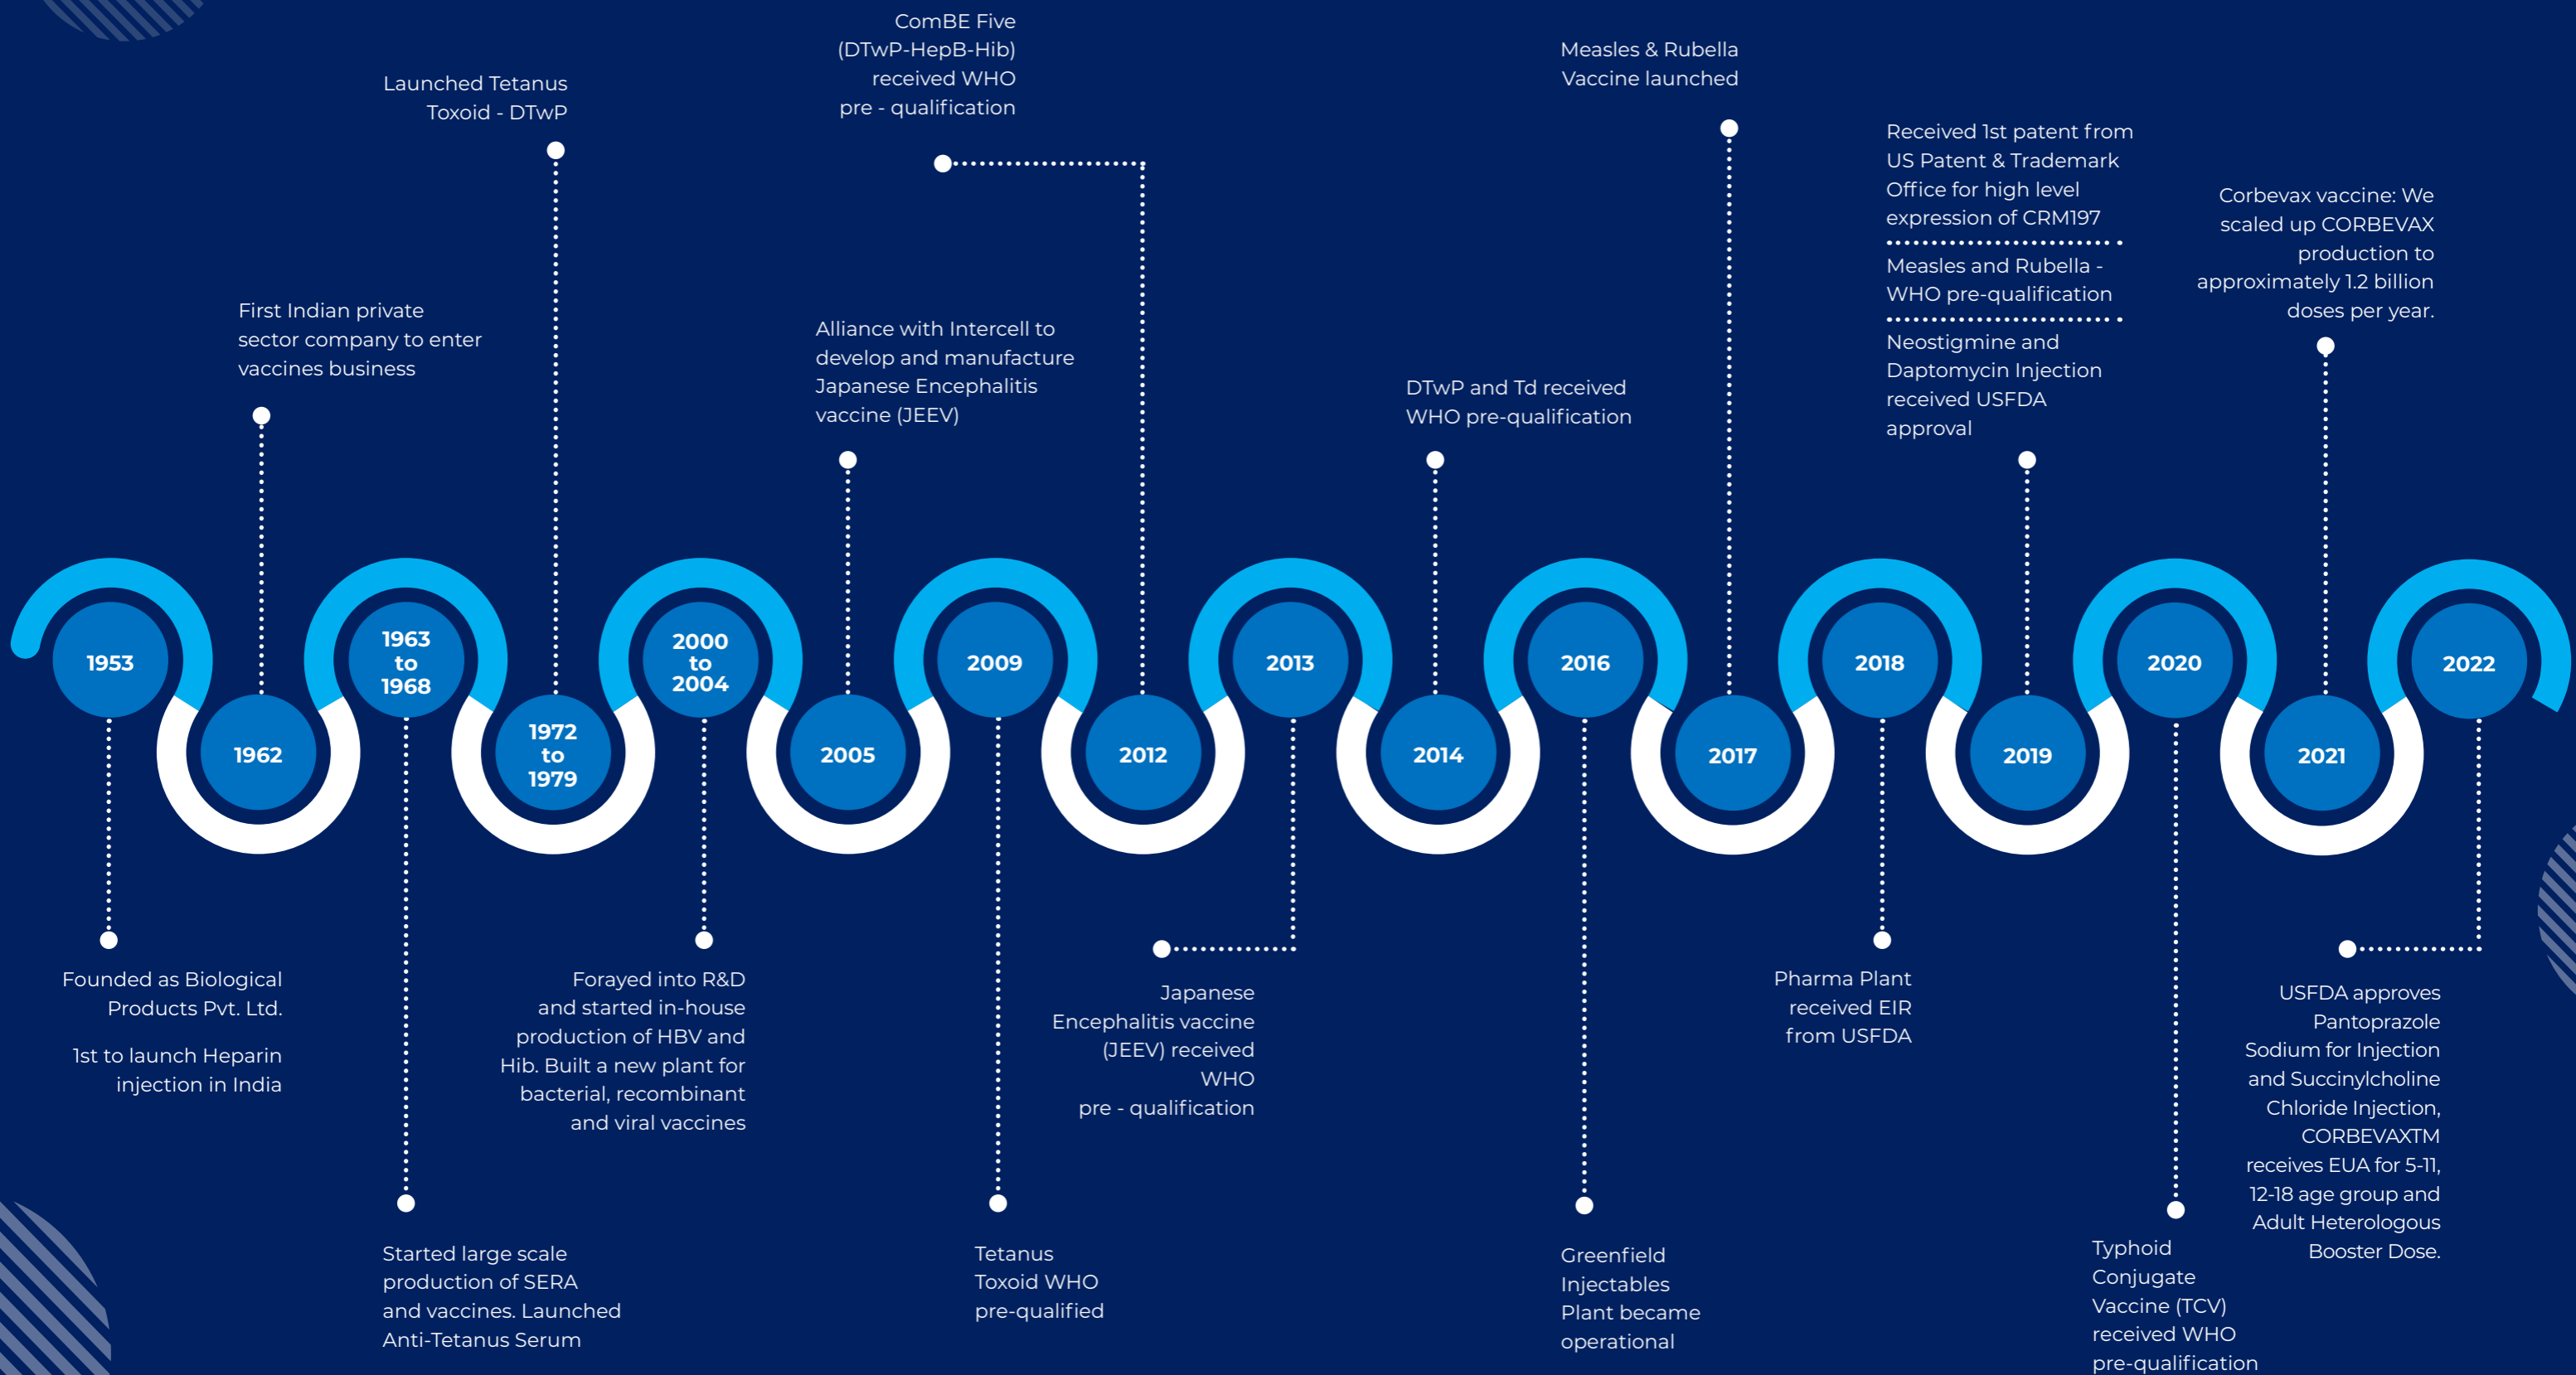 1953
Founded as Biological
Products Pvt. Ltd.
1st to launch Heparin
injection in India
First Indian private
sector company to enter
vaccines business
1962
1963
to
1968
Started large scale
production of SERA
and vaccines. Launched
Anti-Tetanus Serum
Launched Tetanus
Toxoid - DTwP
1972
to
1979
2000
to
2004
Forayed into R&D
and started in-house
production of HBV and
Hib. Built a new plant for
bacterial, recombinant
and viral vaccines
Alliance with Intercell to
develop and manufacture
Japanese Encephalitis
vaccine (JEEV)
2005
2009
Tetanus
Toxoid WHO
pre-qualified
ComBE Five
(DTwP-HepB-Hib)
received WHO
pre - qualification
2012
2013
Japanese
Encephalitis vaccine
(JEEV) received
WHO
pre - qualification
DTwP and Td received
WHO pre-qualification
2014
2016
Greenfield
Injectables
Plant became
operational
Measles & Rubella
Vaccine launched
2017
2018
Pharma Plant
received EIR
from USFDA
Received 1st patent from
US Patent & Trademark
Office for high level
expression of CRM197
Measles and Rubella -
WHO pre-qualification
Neostigmine and
Daptomycin Injection
received USFDA
approval
2019
2020
Typhoid
Conjugate
Vaccine (TCV)
received WHO
pre-qualification
Corbevax vaccine: We
scaled up CORBEVAX
production to
approximately 1.2 billion
doses per year.
2021
2022
USFDA approves
Pantoprazole
Sodium for Injection
and Succinylcholine
Chloride Injection,
CORBEVAXTM
receives EUA for 5-11,
12-18 age group and
Adult Heterologous
Booster Dose.